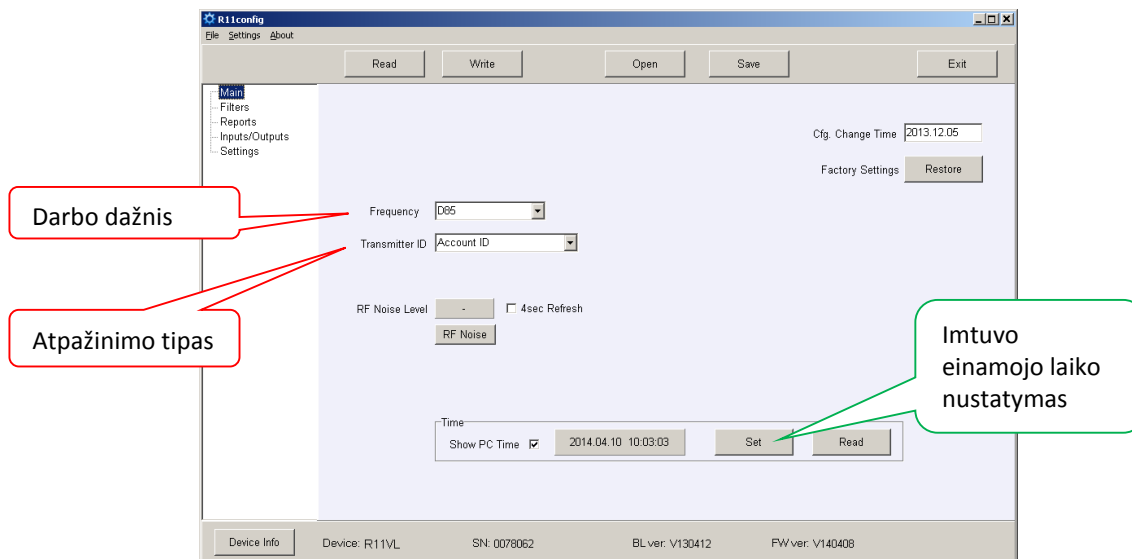 R11config
File Settings About
Read Write Open Save Exit
Main
Filters
Reports
Inputs/Outputs
Settings
Cfg. Change Time 2013.12.05
Factory Settings Restore
Darbo dažnis
Frequency D85
Transmitter ID Account ID
Atpažinimo tipas
RF Noise Level - 4sec Refresh
RF Noise
Imtuvo
einamojo laiko
nustatymas
Time
Show PC Time 2014.04.10 10:03:03 Set Read
Device Info Device: R11VL SN: 0078062 BL ver: V130412 FW ver: V140408